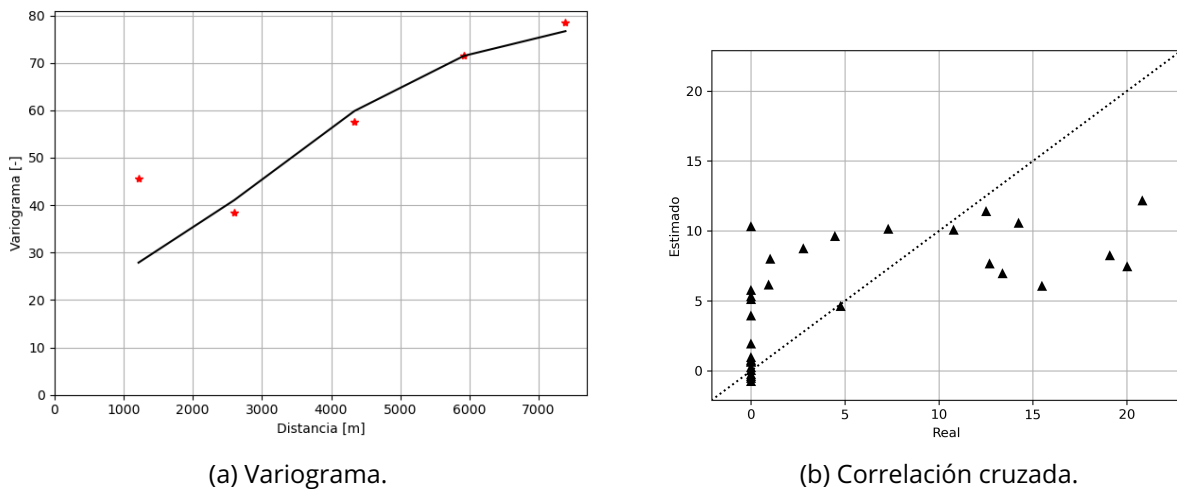 80
70
60
50
40
30
20
10
0
Variograma [-]
0 1000 2000 3000 4000 5000 6000 7000
Distancia [m]
(a) Variograma.
20
15
10
5
0
Estimado
0 5 10 15 20
Real
(b) Correlación cruzada.